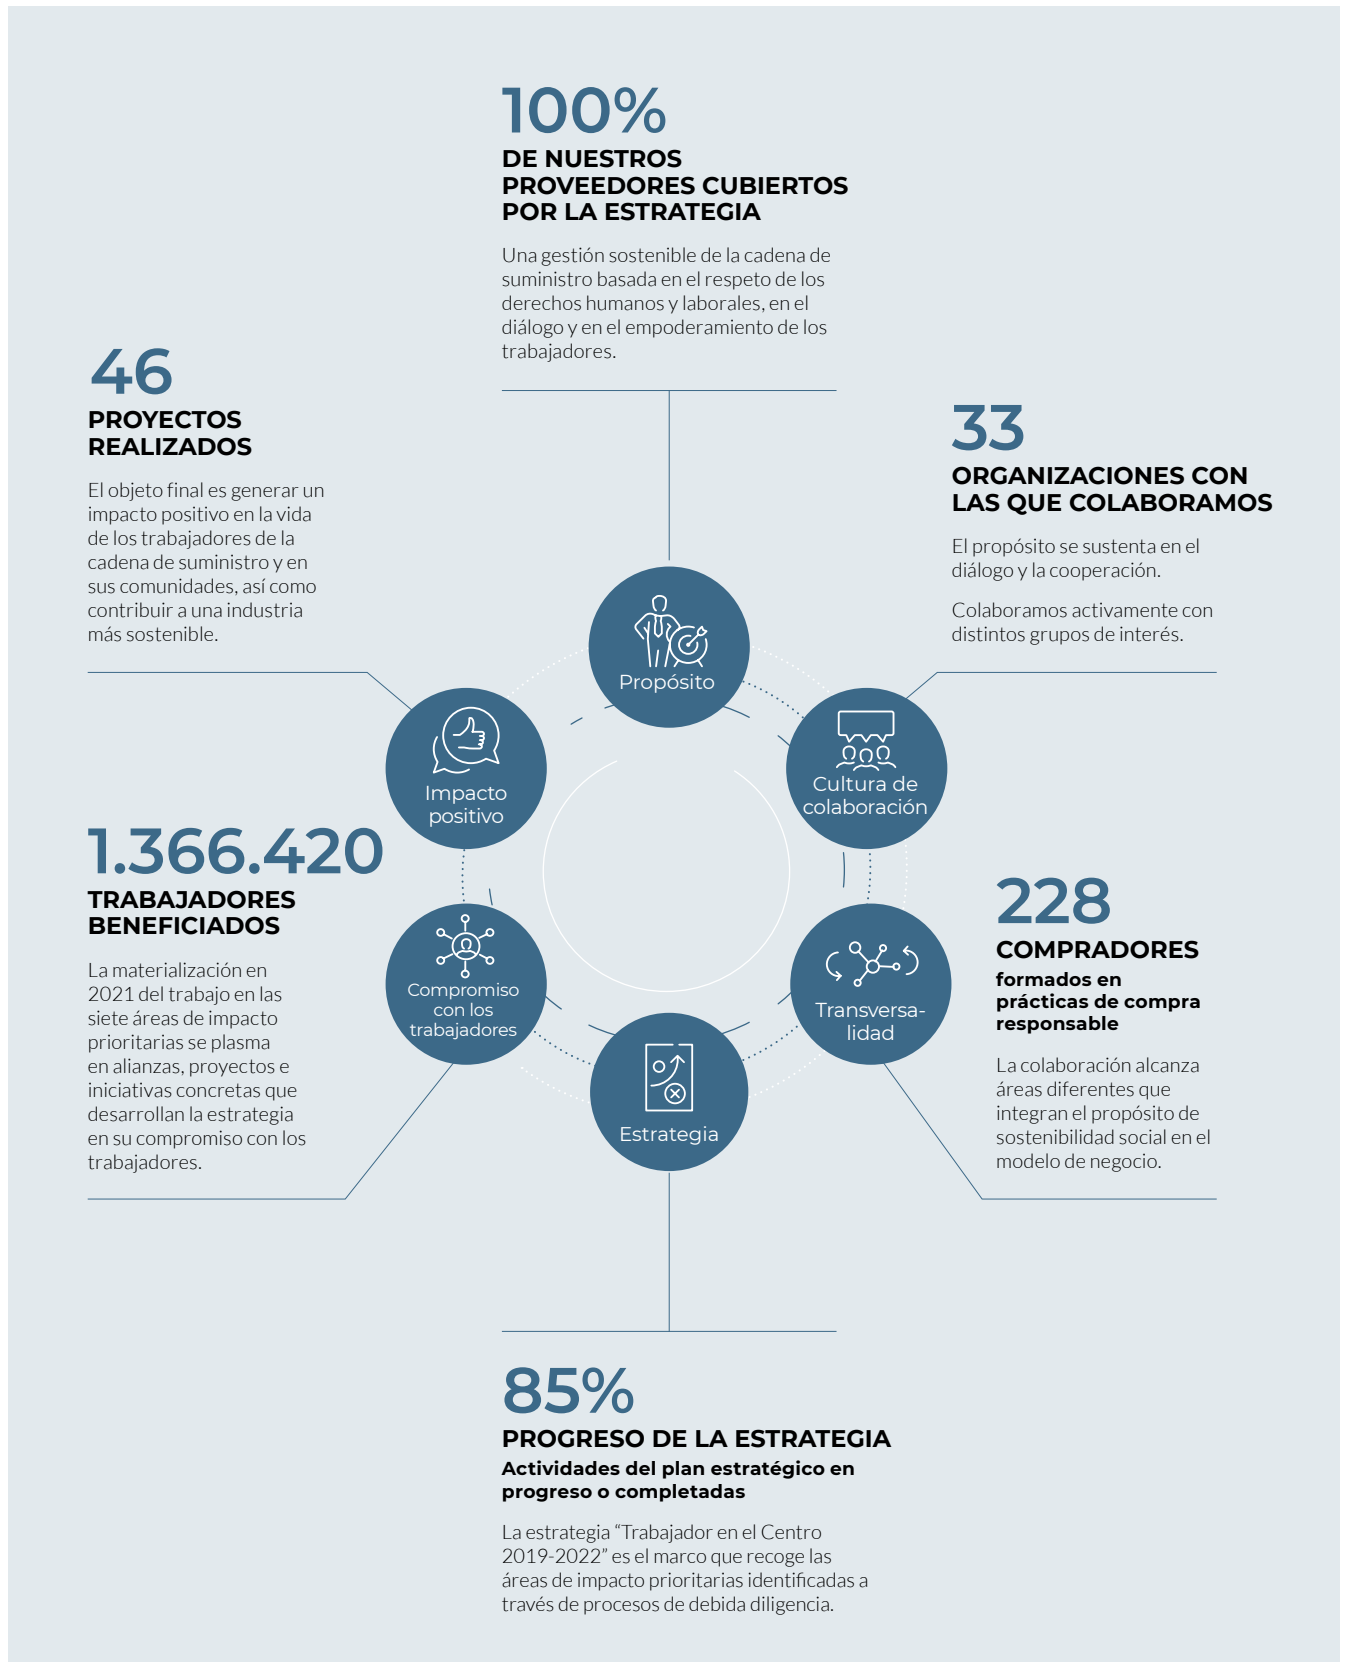 100%
DE NUESTROS
PROVEEDORES CUBIERTOS
POR LA ESTRATEGIA
Una gestión sostenible de la cadena de
suministro basada en el respeto de los
derechos humanos y laborales, en el
diálogo y en el empoderamiento de los
trabajadores.
46
PROYECTOS
REALIZADOS
El objeto final es generar un
impacto positivo en la vida
de los trabajadores de la
cadena de suministro y en
sus comunidades, así como
contribuir a una industria
más sostenible.
33
ORGANIZACIONES CON
LAS QUE COLABORAMOS
El propósito se sustenta en el
diálogo y la cooperación.
Colaboramos activamente con
distintos grupos de interés.
Propósito
Impacto
positivo
Cultura de
colaboración
1.366.420
TRABAJADORES
BENEFICIADOS
La materialización en
2021 del trabajo en las
siete áreas de impacto
prioritarias se plasma
en alianzas, proyectos e
iniciativas concretas que
desarrollan la estrategia
en su compromiso con los
trabajadores.
Compromiso
con los
trabajadores
Transversa-
lidad
Estrategia
228
COMPRADORES
formados en
prácticas de compra
responsable
La colaboración alcanza
áreas diferentes que
integran el propósito de
sostenibilidad social en el
modelo de negocio.
85%
PROGRESO DE LA ESTRATEGIA
Actividades del plan estratégico en
progreso o completadas
La estrategia “Trabajador en el Centro
2019-2022” es el marco que recoge las
áreas de impacto prioritarias identificadas a
través de procesos de debida diligencia.